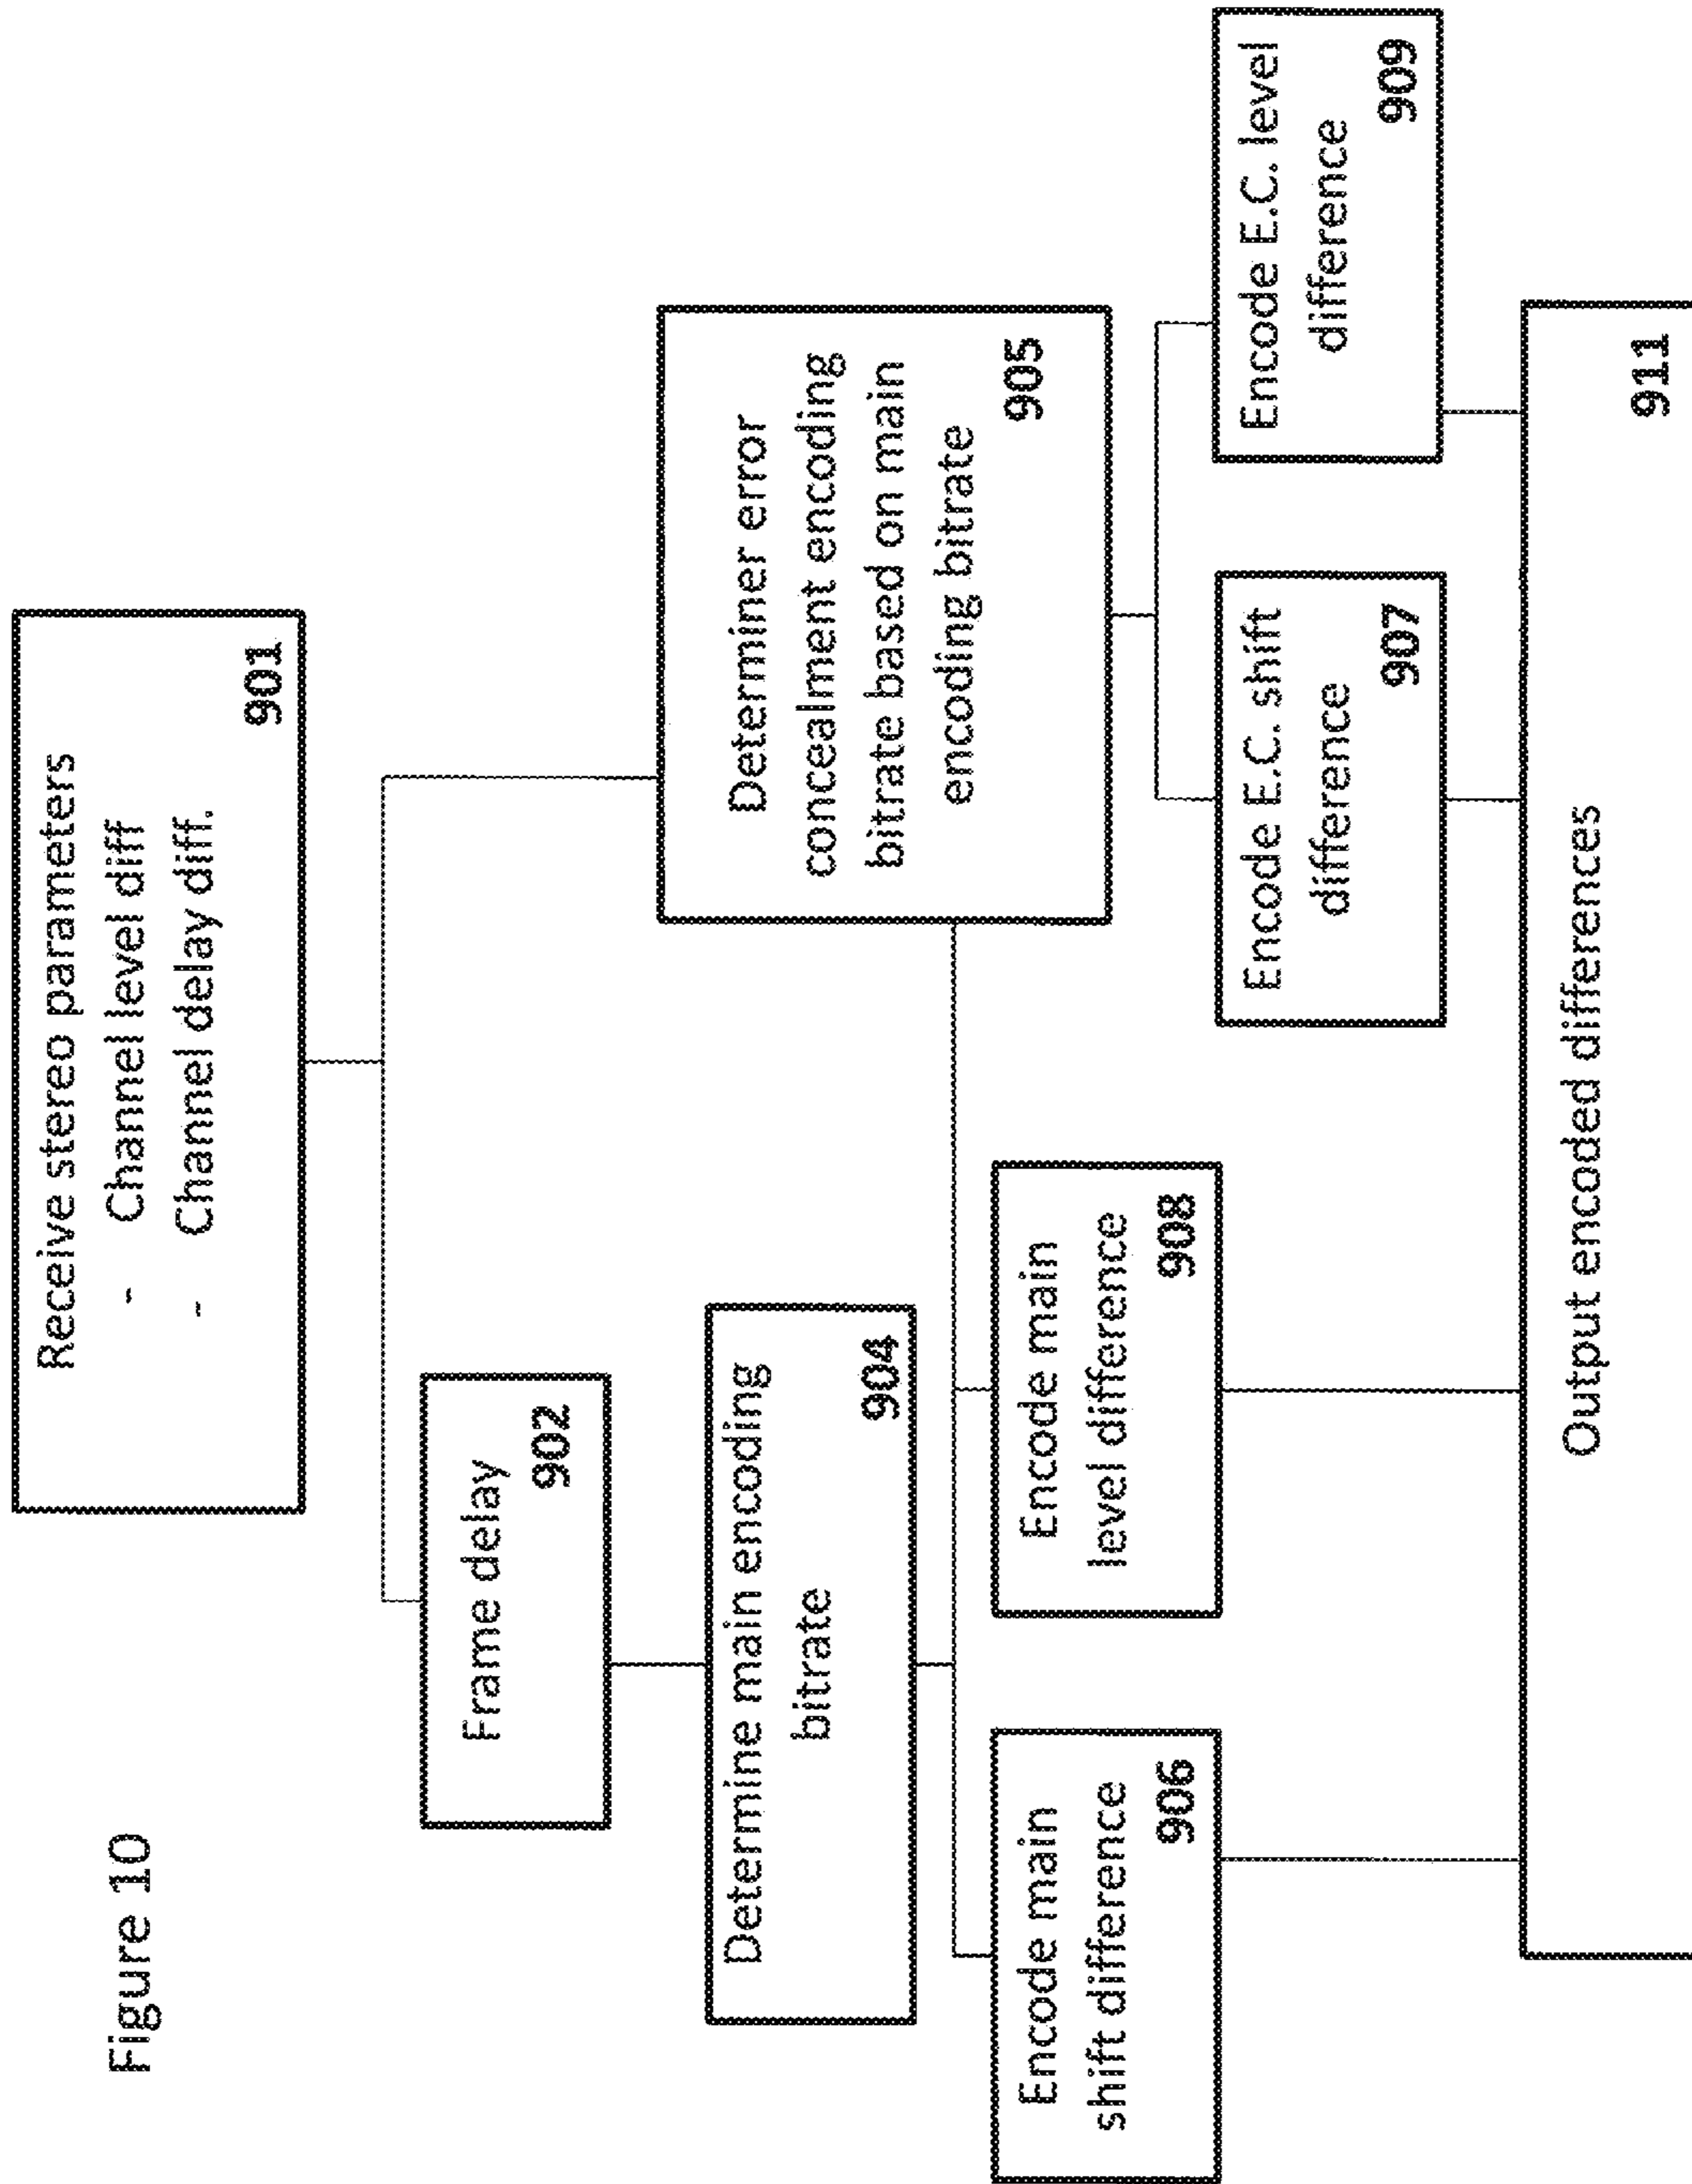 Figure 10
Receive stereo parameters
- Channel level diff
- Channel delay diff.
901
Frame delay
902
Determine main encoding
bitrate
904
Determiner error
concealment encoding
bitrate based on main
encoding bitrate
905
Encode main
shift difference
906
Encode main
level difference
908
Encode E.C. shift
difference
907
Encode E.C. level
difference
909
Output encoded differences
911